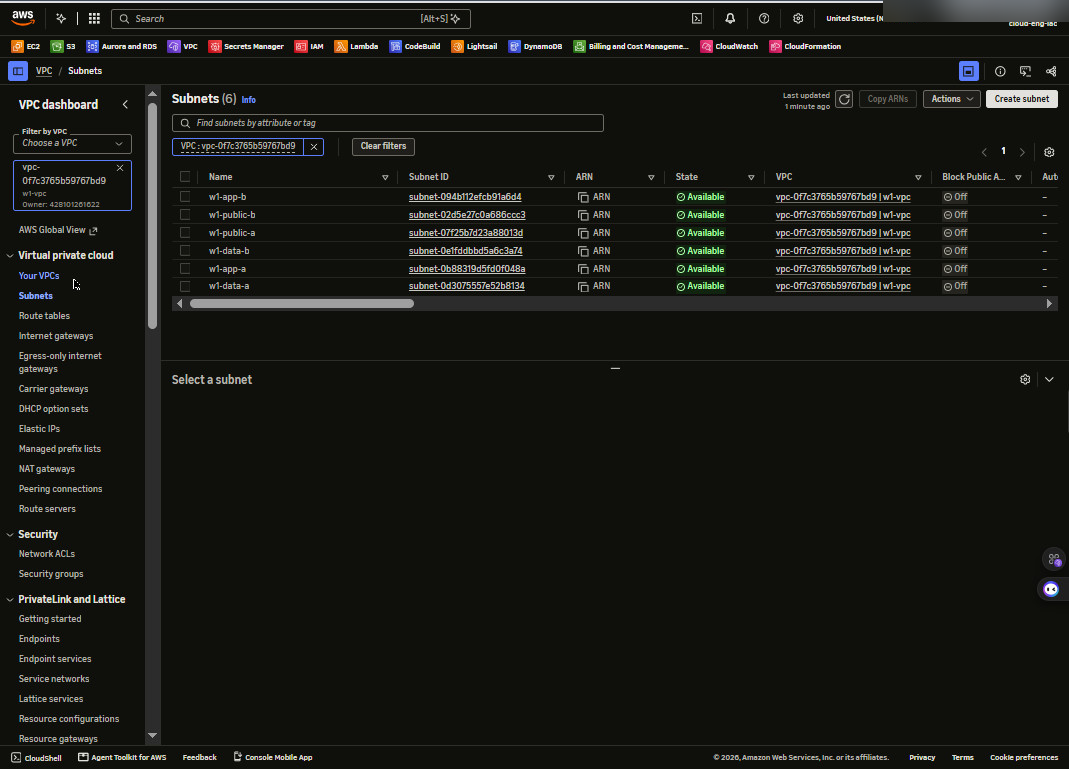 aws
Search [Alt+S]
United States (N
cloud-eng-lac
EC2 S3 Aurora and RDS VPC Secrets Manager IAM Lambda CodeBuild Lightsail DynamoDB Billing and Cost Manageme... CloudWatch CloudFormation
VPC / Subnets
VPC dashboard
Filter by VPC
Choose a VPC
vpc-
0f7c3765b59767bd9
w1-vpc
Owner: 428101261622
AWS Global View
Virtual private cloud
Your VPCs
Subnets
Route tables
Internet gateways
Egress-only internet
gateways
Carrier gateways
DHCP option sets
Elastic IPs
Managed prefix lists
NAT gateways
Peering connections
Route servers
Security
Network ACLs
Security groups
PrivateLink and Lattice
Getting started
Endpoints
Endpoint services
Service networks
Lattice services
Resource configurations
Resource gateways
Subnets (6) Info
Last updated
1 minute ago
Copy ARNs Actions Create subnet
Find subnets by attribute or tag
VPC : vpc-0f7c3765b59767bd9 Clear filters
1
Name Subnet ID ARN State VPC Block Public A... Aut
w1-app-b subnet-094b112efcb91a6d4 ARN Available vpc-0f7c3765b59767bd9 | w1-vpc Off –
w1-public-b subnet-02d5e27c0a686ccc3 ARN Available vpc-0f7c3765b59767bd9 | w1-vpc Off –
w1-public-a subnet-07f25b7d23a88013d ARN Available vpc-0f7c3765b59767bd9 | w1-vpc Off –
w1-data-b subnet-0e1fddbbd5a6c3a74 ARN Available vpc-0f7c3765b59767bd9 | w1-vpc Off –
w1-app-a subnet-0b88319d5fd0f048a ARN Available vpc-0f7c3765b59767bd9 | w1-vpc Off –
w1-data-a subnet-0d3075557e52b8134 ARN Available vpc-0f7c3765b59767bd9 | w1-vpc Off –
Select a subnet
CloudShell Agent Toolkit for AWS Feedback Console Mobile App
© 2026, Amazon Web Services, Inc. or its affiliates. Privacy Terms Cookie preferences